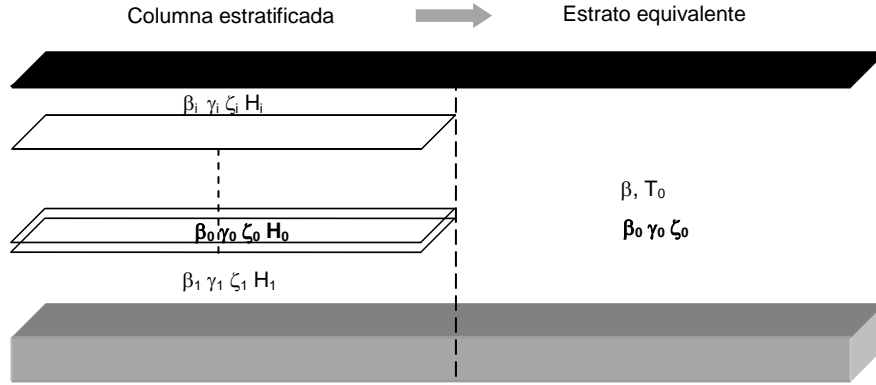 Columna estratificada
Estrato equivalente
βᵢ γᵢ ζᵢ Hᵢ
β, T₀
β₀ γ₀ ζ₀ H₀
β₀ γ₀ ζ₀
β₁ γ₁ ζ₁ H₁